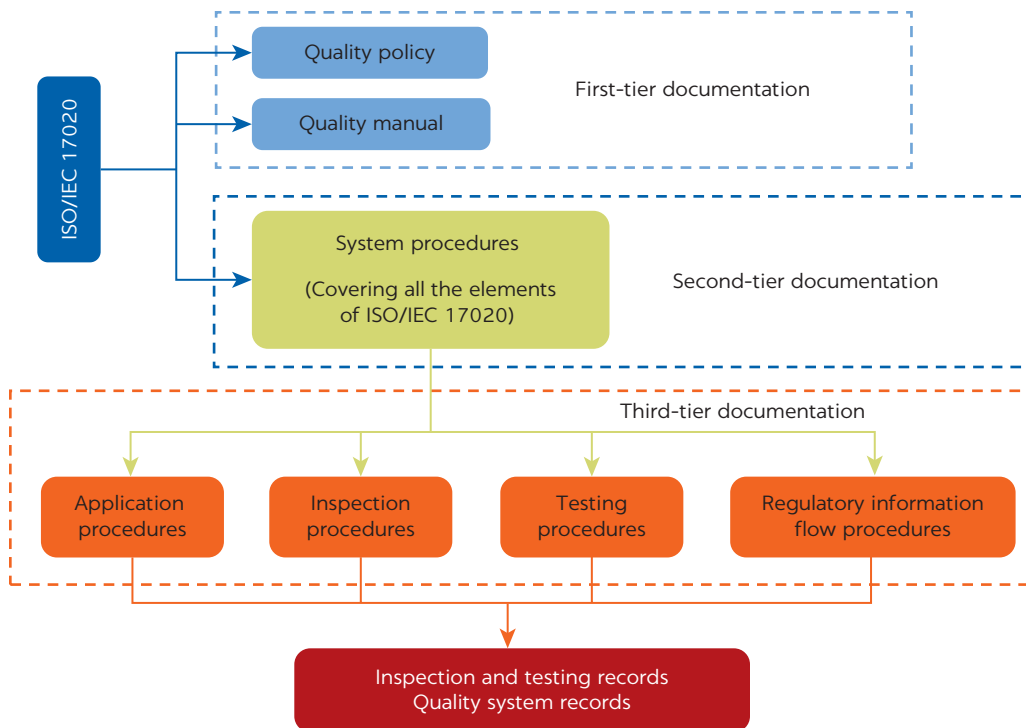 ISO/IEC 17020
Quality policy
Quality manual
First-tier documentation
System procedures
(Covering all the elements
of ISO/IEC 17020)
Second-tier documentation
Third-tier documentation
Application
procedures
Inspection
procedures
Testing
procedures
Regulatory information
flow procedures
Inspection and testing records
Quality system records